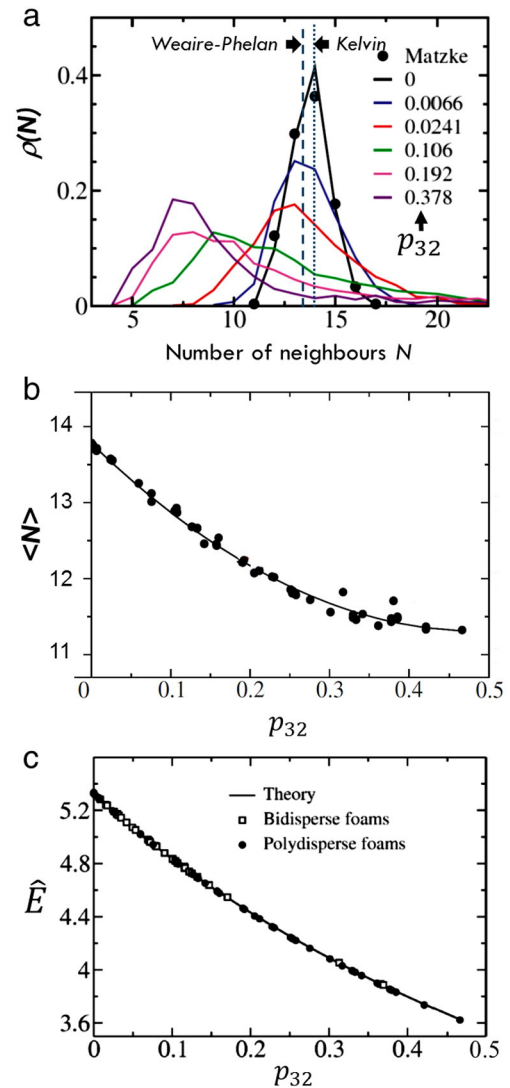 a
Weaire-Phelan
Kelvin
Matzke
0
0.0066
0.0241
0.106
0.192
0.378
p32
ρ(N)
0.4
0.2
0
5 10 15 20
Number of neighbours N
b
<N>
14
13
12
11
0 0.1 0.2 0.3 0.4 0.5
p32
c
Theory
Bidisperse foams
Polydisperse foams
Ê
5.2
4.8
4.4
4
3.6
0 0.1 0.2 0.3 0.4 0.5
p32